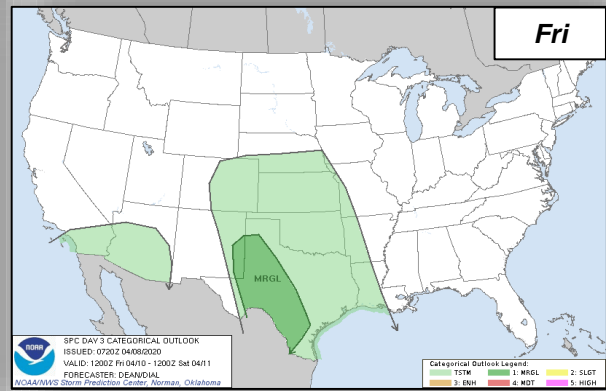 Fri
MRGL
NOAA
SPC DAY 3 CATEGORICAL OUTLOOK
ISSUED: 0720Z 04/08/2020
VALID: 1200Z Fri 04/10 - 1200Z Sat 04/11
FORECASTER: DEAN/DIAL
NOAA/NWS Storm Prediction Center, Norman, Oklahoma
Categorical Outlook Legend:
TSTM 1: MRGL 2: SLGT
3: ENH 4: MDT 5: HIGH